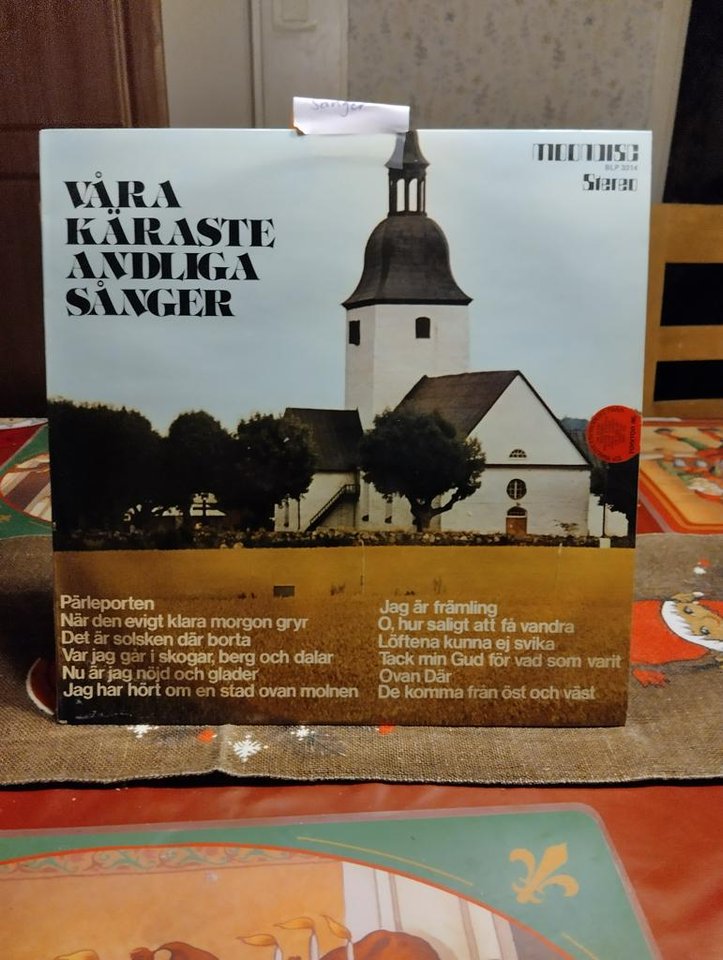 sånger
VÅRA
KÄRASTE
ANDLIGA
SÅNGER
MOONDISC
BLP 3014
Stereo
Pärleporten
När den evigt klara morgon gryr
Det är solsken där borta
Var jag går i skogar, berg och dalar
Nu är jag nöjd och glader
Jag har hört om en stad ovan molnen
Jag är främling
O, hur saligt att få vandra
Löftena kunna ej svika
Tack min Gud för vad som varit
Ovan Där
De komma från öst och väst